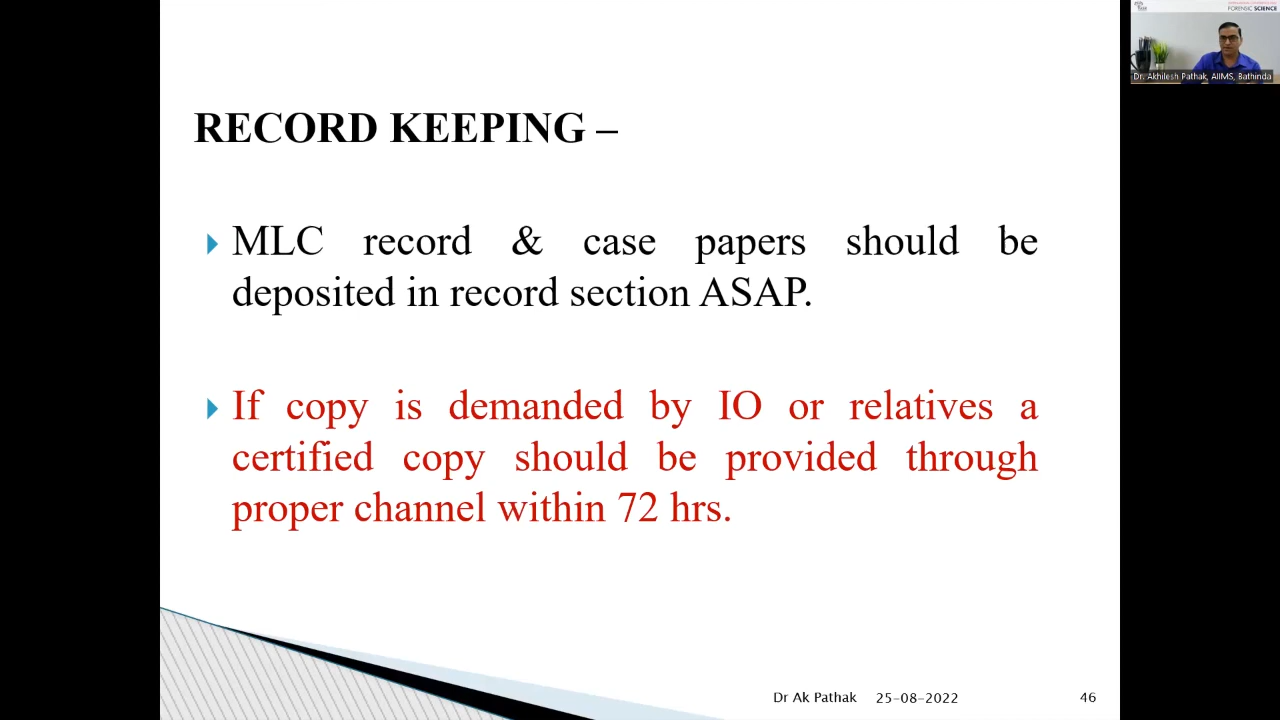 FORENSIC SCIENCE
Dr. Akhilesh Pathak, AIIMS, Bathinda
RECORD KEEPING –
MLC record & case papers should be
deposited in record section ASAP.
If copy is demanded by IO or relatives a
certified copy should be provided through
proper channel within 72 hrs.
Dr Ak Pathak 25-08-2022 46